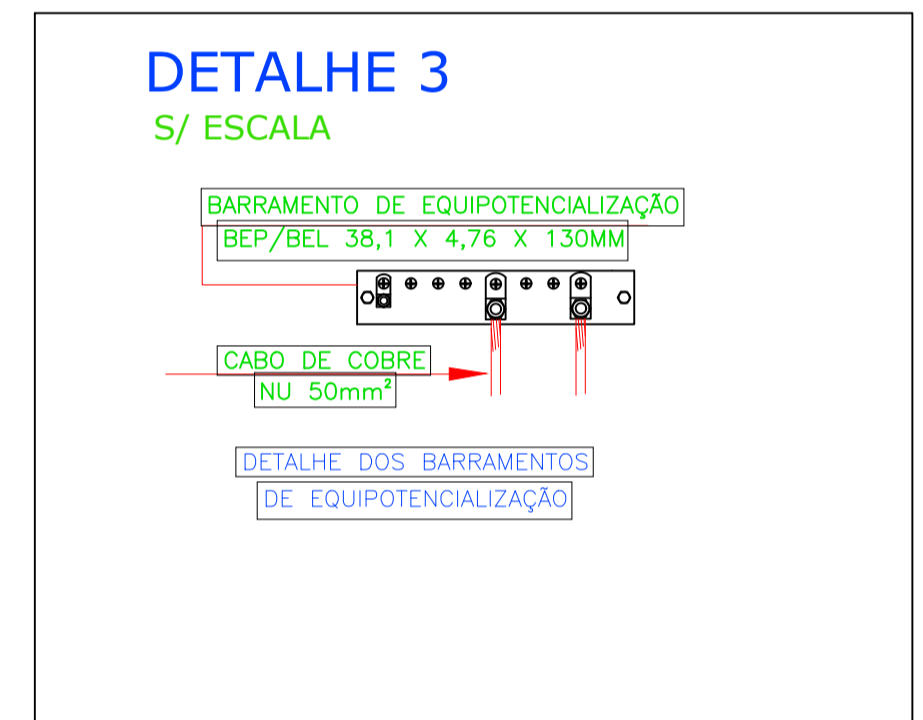 DETALHE 3
S/ ESCALA
BARRAMENTO DE EQUIPOTENCIALIZAÇÃO
BEP/BEL 38,1 X 4,76 X 130MM
CABO DE COBRE
NU 50mm²
DETALHE DOS BARRAMENTOS
DE EQUIPOTENCIALIZAÇÃO